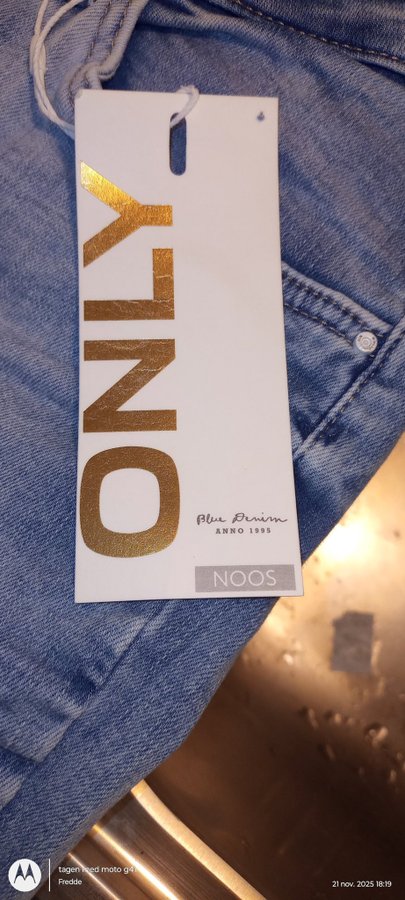 ONLY
Blue Denim
ANNO 1995
NOOS
tagen med moto g4
Fredde
21 nov. 2025 18:19